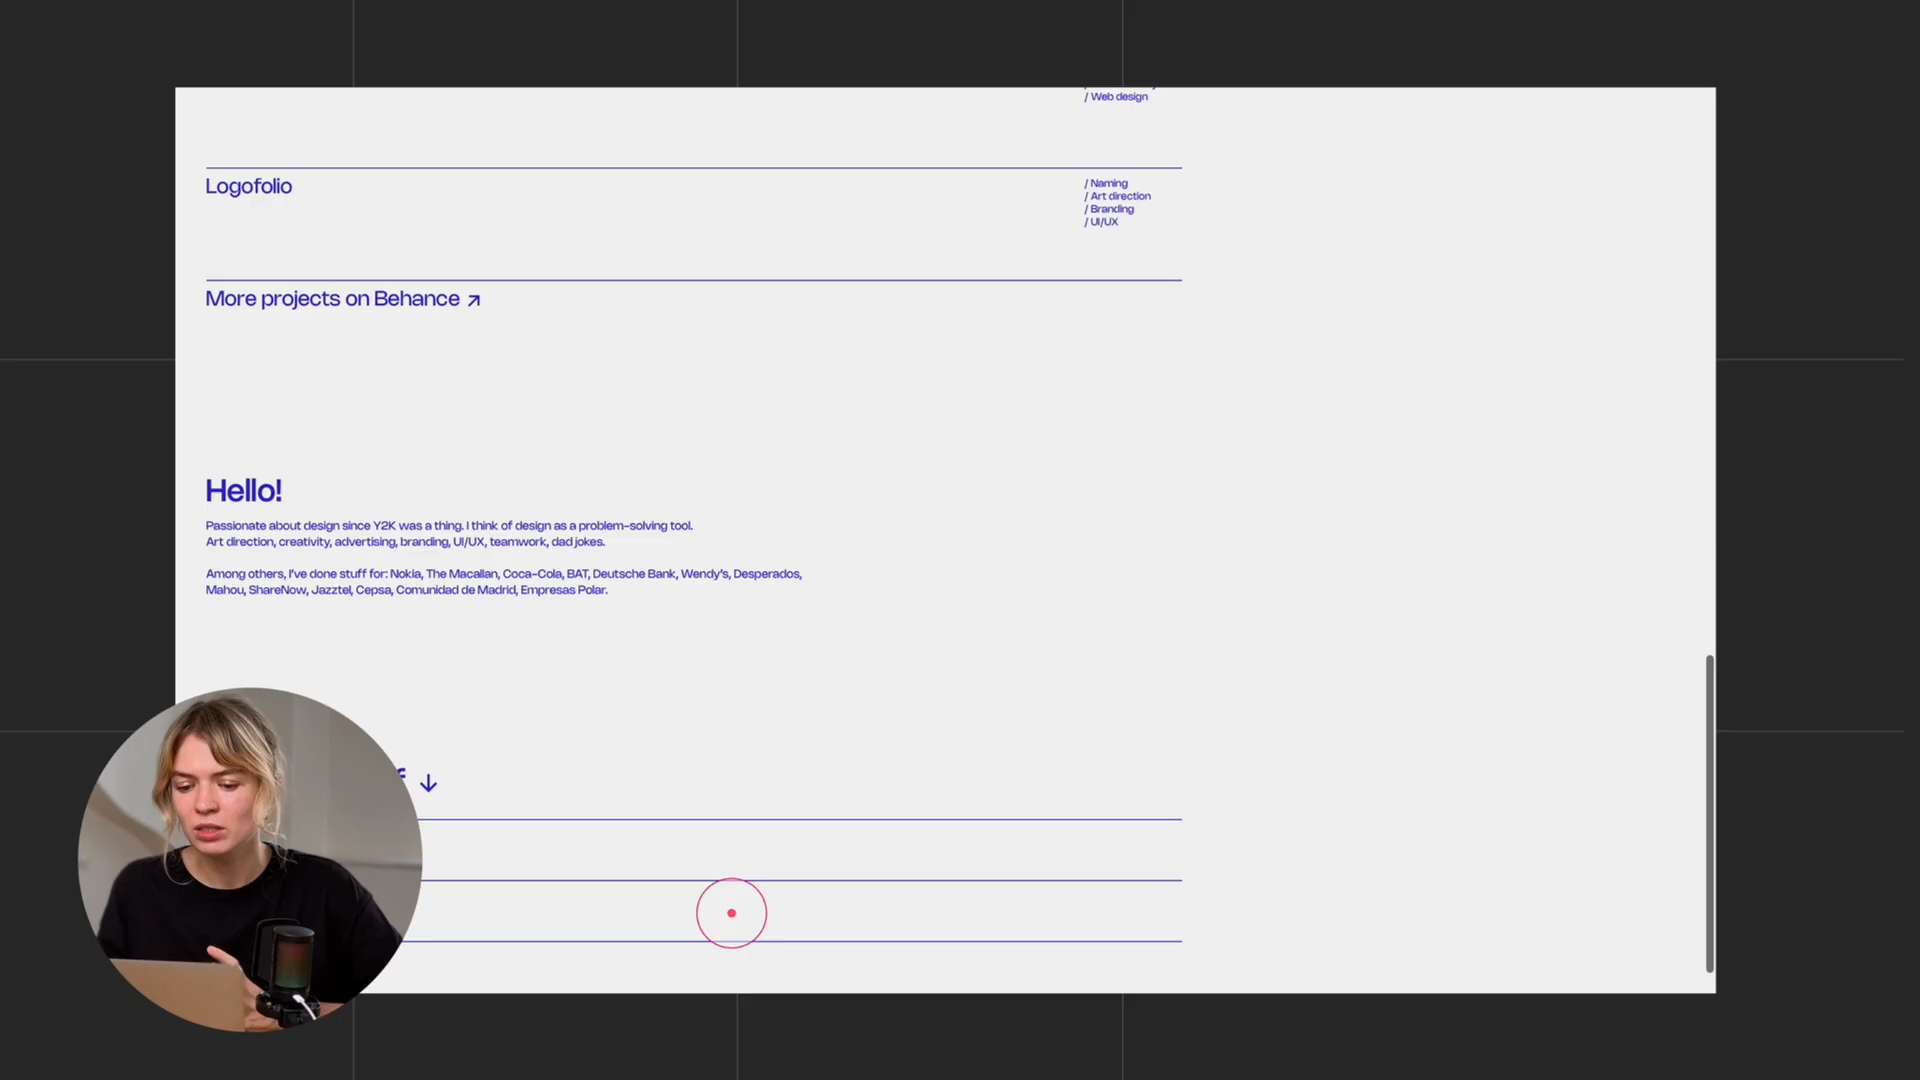 / Web design
Logofolio
/ Naming
/ Art direction
/ Branding
/ UI/UX
More projects on Behance ↗
Hello!
Passionate about design since Y2K was a thing. I think of design as a problem-solving tool.
Art direction, creativity, advertising, branding, UI/UX, teamwork, dad jokes.
Among others, I've done stuff for: Nokia, The Macallan, Coca-Cola, BAT, Deutsche Bank, Wendy's, Desperados,
Mahou, ShareNow, Jazztel, Cepsa, Comunidad de Madrid, Empresas Polar.
↓